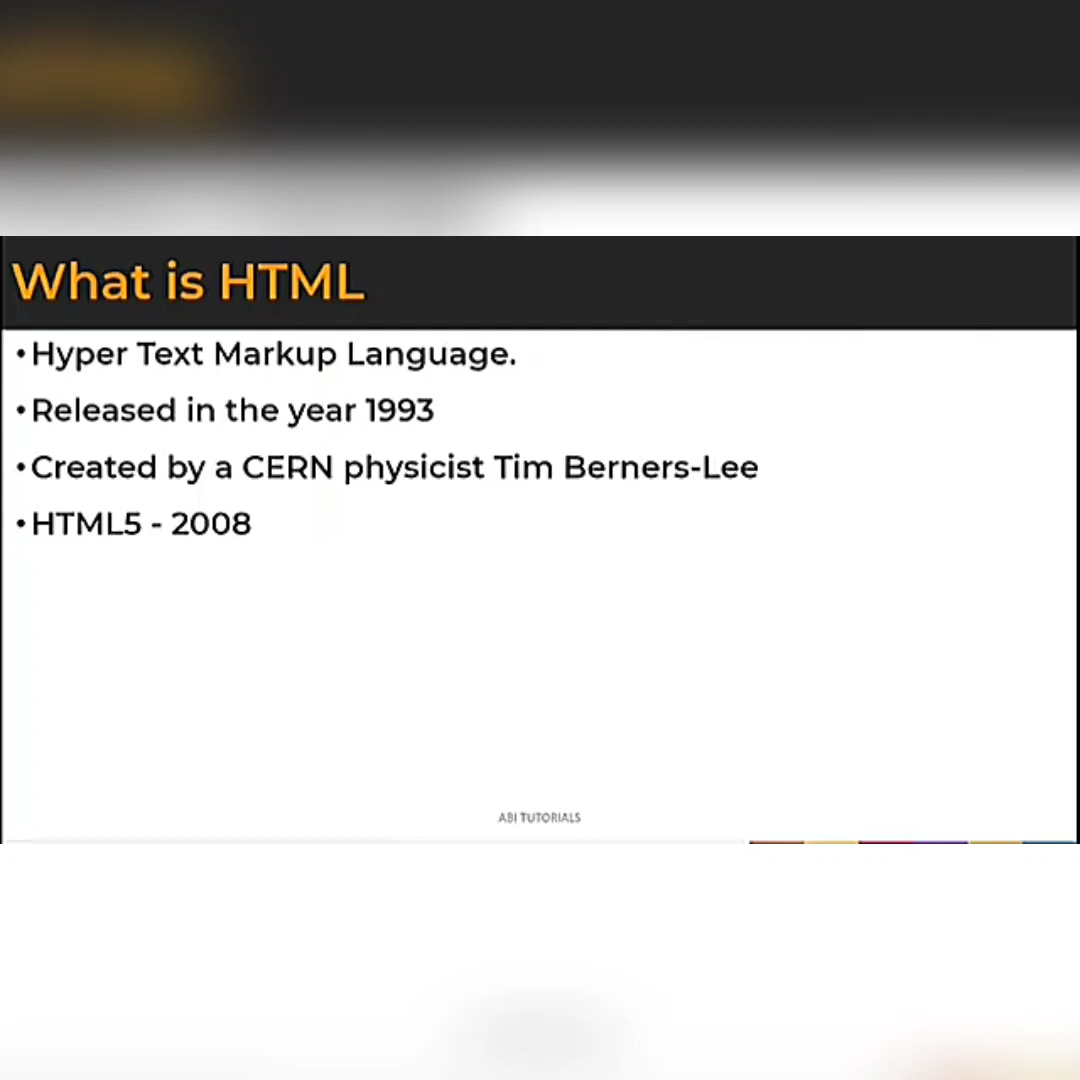 What is HTML
•Hyper Text Markup Language.
•Released in the year 1993
•Created by a CERN physicist Tim Berners-Lee
•HTML5 - 2008
ABI TUTORIALS